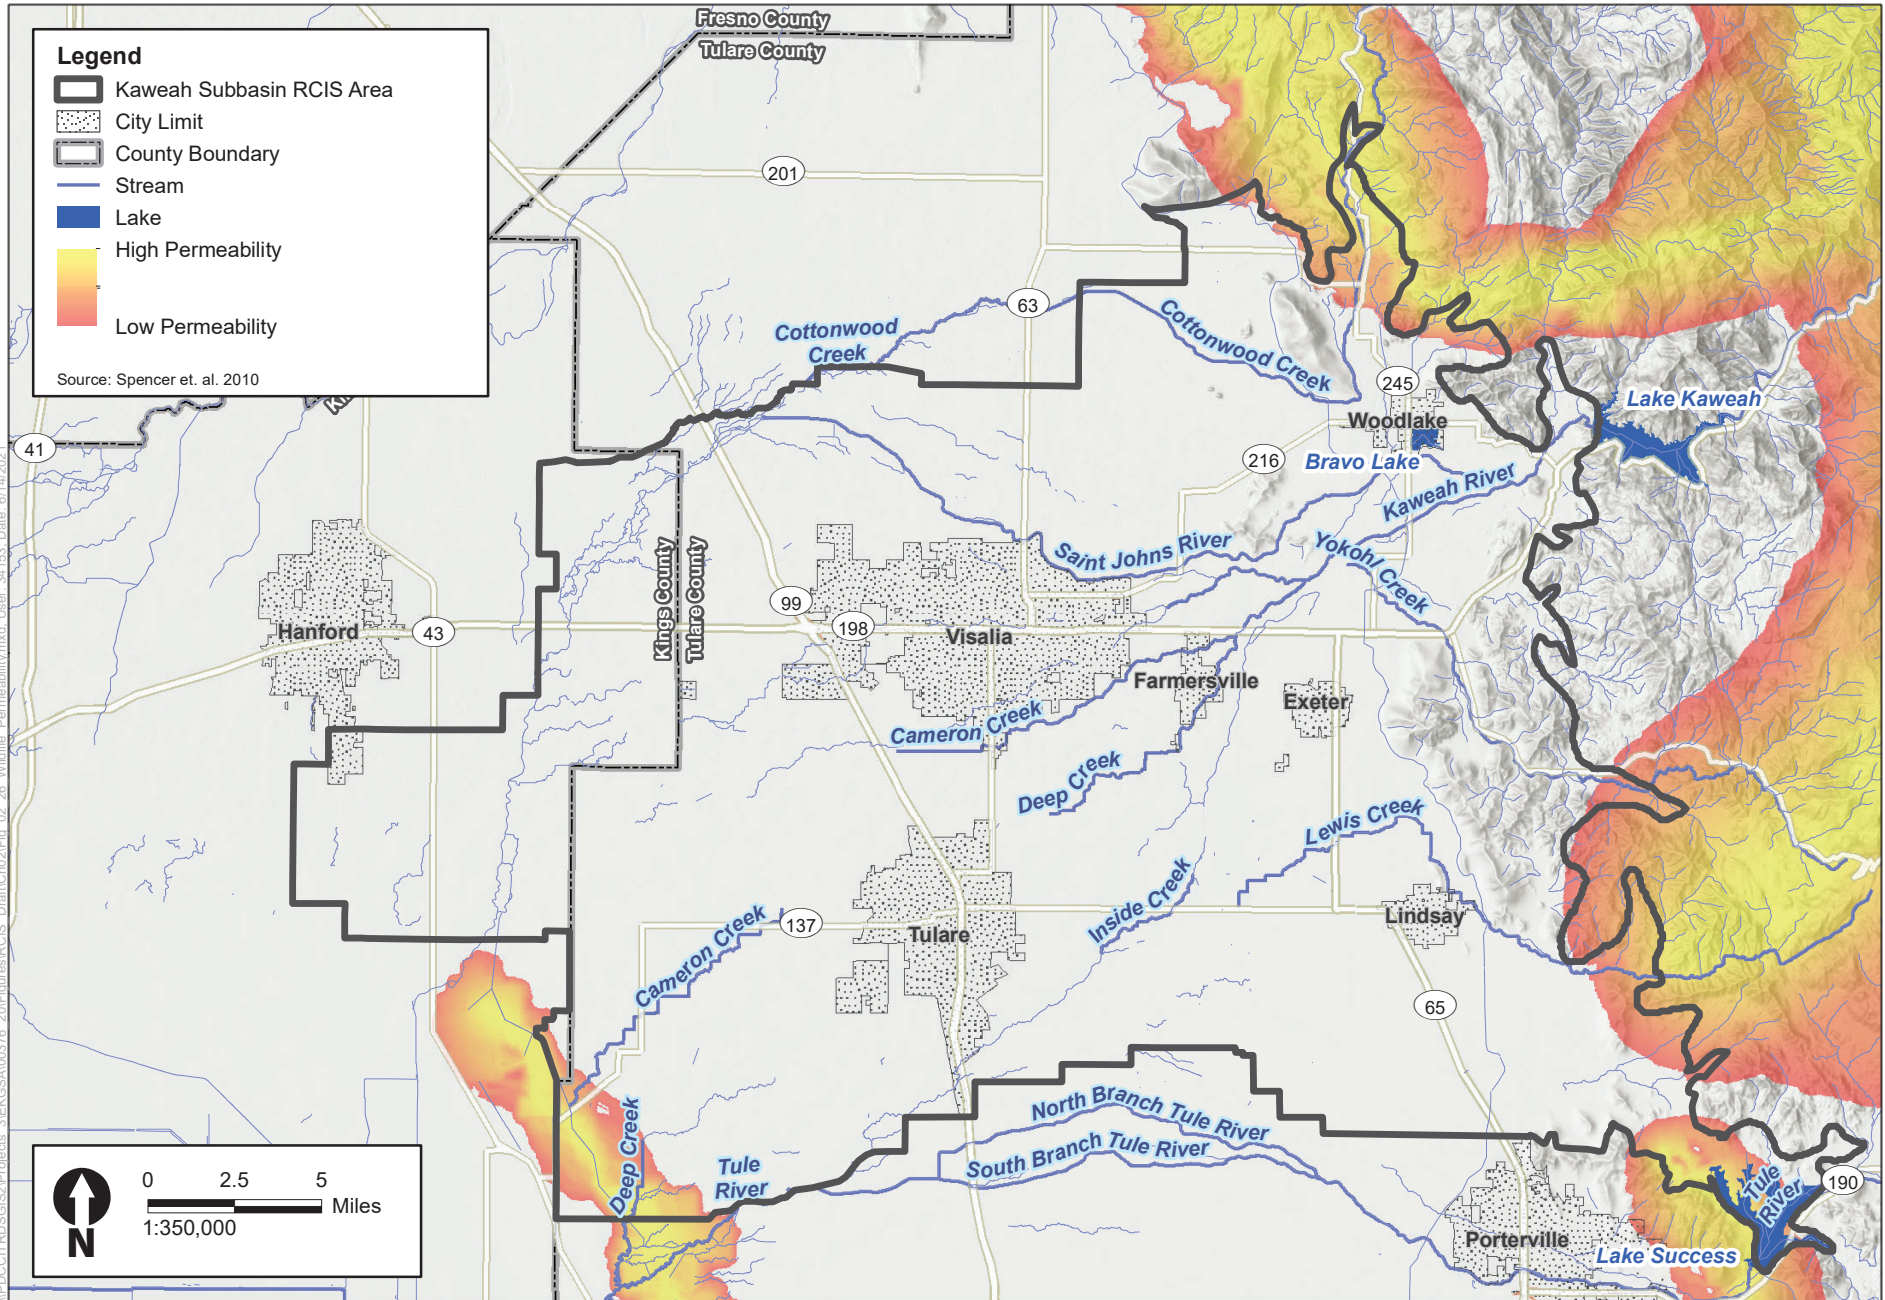 Legend
Kaweah Subbasin RCIS Area
City Limit
County Boundary
Stream
Lake
High Permeability
Low Permeability
Source: Spencer et. al. 2010
Fresno County
Tulare County
201
63
Cottonwood
Creek
Cottonwood Creek
245
Woodlake
Lake Kaweah
41
216
Bravo Lake
Kaweah River
Saint Johns River
Yokohl Creek
Kings County
Tulare County
99
198
Hanford
43
Visalia
Farmersville
Exeter
Cameron Creek
Deep Creek
Lewis Creek
Inside Creek
Cameron Creek
137
Tulare
Lindsay
65
North Branch Tule River
South Branch Tule River
Deep Creek
Tule
River
Tule
River
190
Porterville
Lake Success
N
0 2.5 5
Miles
1:350,000